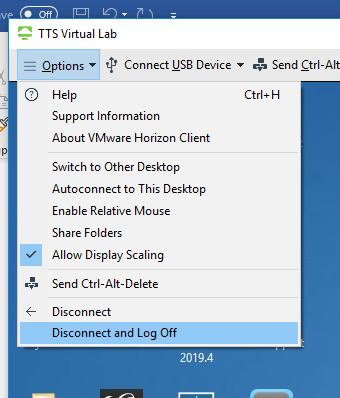 ve Off
TTS Virtual Lab
Options Connect USB Device Send Ctrl-Alt
Help Ctrl+H
Support Information
About VMware Horizon Client
Switch to Other Desktop
Autoconnect to This Desktop
Enable Relative Mouse
Share Folders
Allow Display Scaling
Send Ctrl-Alt-Delete
Disconnect
Disconnect and Log Off
2019.4